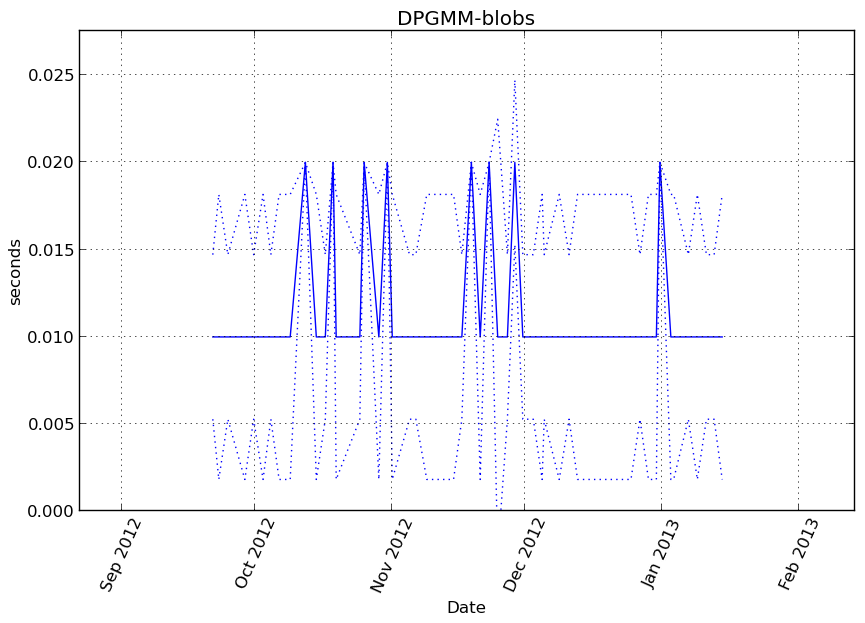 DPGMM-blobs
0.025
0.020
0.015
0.010
0.005
0.000
seconds
Sep 2012
Oct 2012
Nov 2012
Dec 2012
Jan 2013
Feb 2013
Date